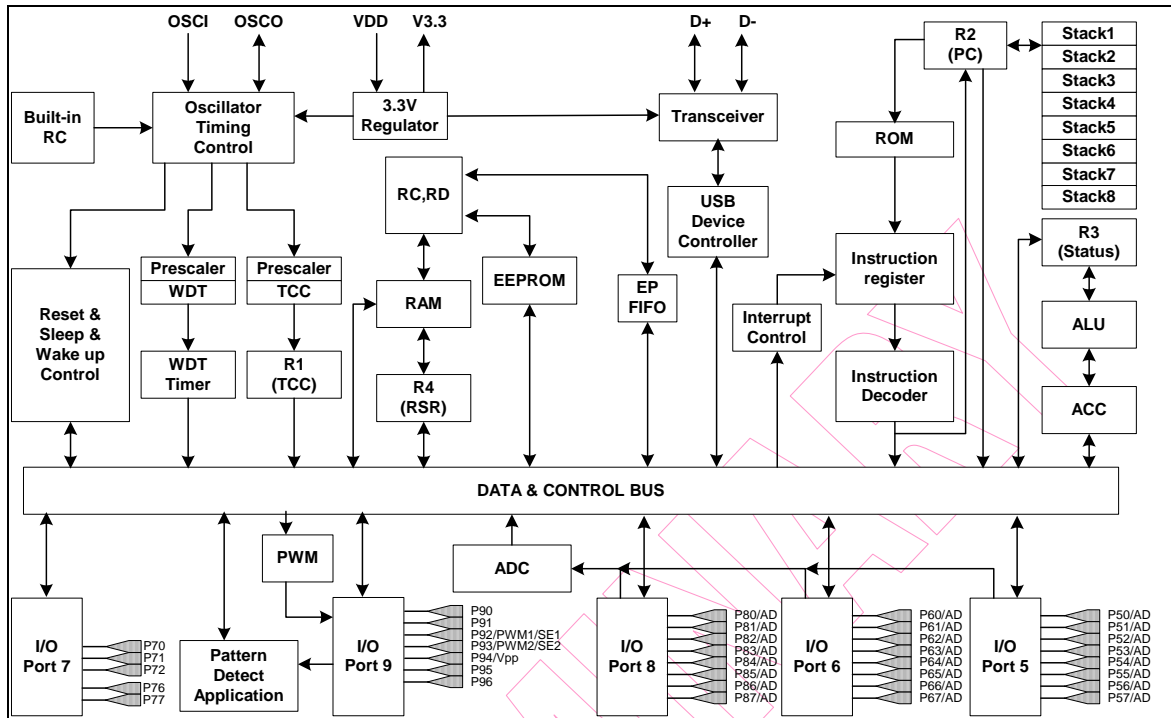 OSCI OSCO VDD V3.3 D+ D-
R2
(PC)
Stack1
Stack2
Stack3
Stack4
Stack5
Stack6
Stack7
Stack8
Built-in
RC
Oscillator
Timing
Control
3.3V
Regulator
Transceiver
ROM
RC,RD
USB
Device
Controller
R3
(Status)
Prescaler
WDT
Prescaler
TCC
EEPROM
EP
FIFO
Instruction
register
Reset &
Sleep &
Wake up
Control
RAM
Interrupt
Control
ALU
WDT
Timer
R1
(TCC)
R4
(RSR)
Instruction
Decoder
ACC
DATA & CONTROL BUS
PWM
ADC
I/O
Port 7
P70
P71
P72
P76
P77
Pattern
Detect
Application
I/O
Port 9
P90
P91
P92/PWM1/SE1
P93/PWM2/SE2
P94/Vpp
P95
P96
I/O
Port 8
P80/AD
P81/AD
P82/AD
P83/AD
P84/AD
P85/AD
P86/AD
P87/AD
I/O
Port 6
P60/AD
P61/AD
P62/AD
P63/AD
P64/AD
P65/AD
P66/AD
P67/AD
I/O
Port 5
P50/AD
P51/AD
P52/AD
P53/AD
P54/AD
P55/AD
P56/AD
P57/AD